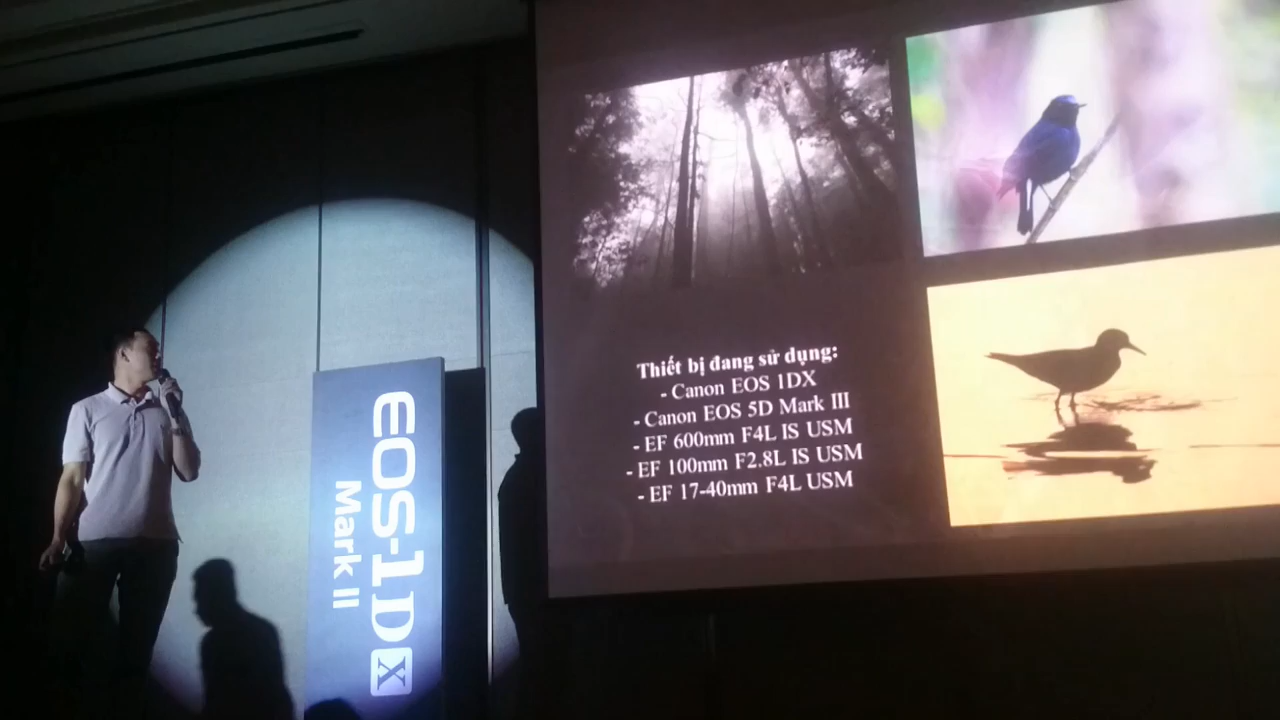 EOS-1D X
Mark II
Thiết bị đang sử dụng:
- Canon EOS 1DX
- Canon EOS 5D Mark III
- EF 600mm F4L IS USM
- EF 100mm F2.8L IS USM
- EF 17-40mm F4L USM